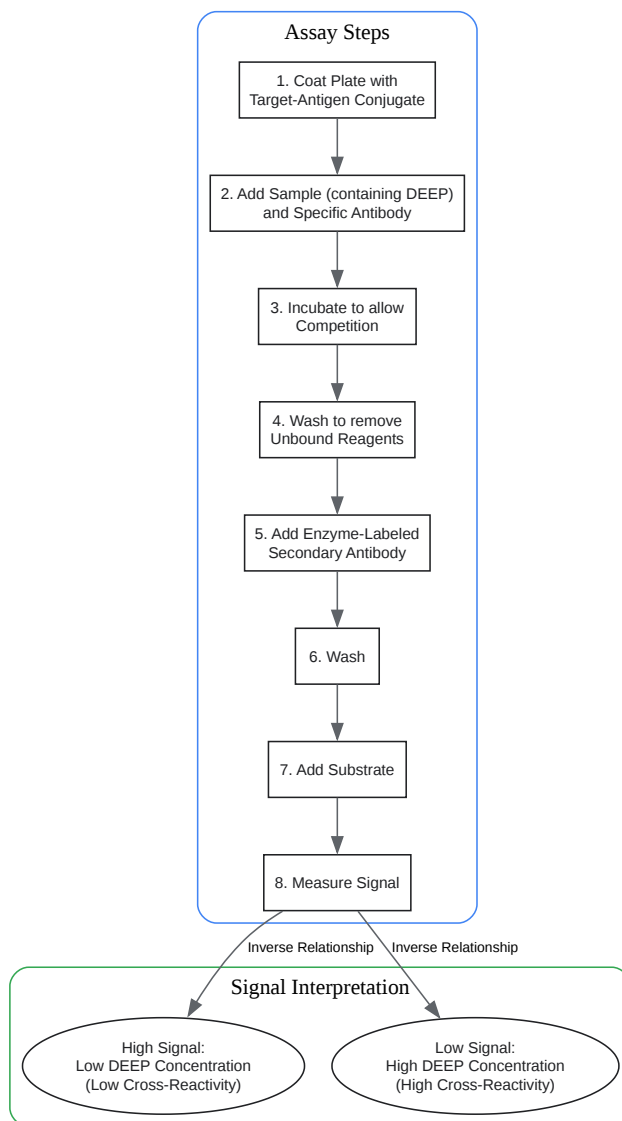 Assay Steps
1. Coat Plate with
Target-Antigen Conjugate
2. Add Sample (containing DEEP)
and Specific Antibody
3. Incubate to allow
Competition
4. Wash to remove
Unbound Reagents
5. Add Enzyme-Labeled
Secondary Antibody
6. Wash
7. Add Substrate
8. Measure Signal
Inverse Relationship
Inverse Relationship
Signal Interpretation
High Signal:
Low DEEP Concentration
(Low Cross-Reactivity)
Low Signal:
High DEEP Concentration
(High Cross-Reactivity)